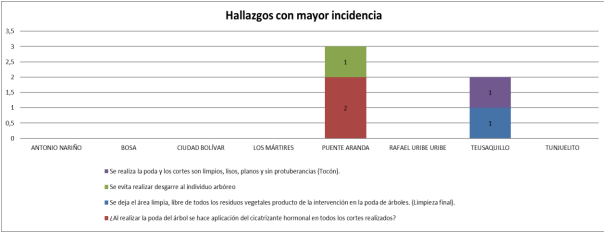 Hallazgos con mayor incidencia
3,5
3
2,5
2
1,5
1
0,5
0
1
2
1
1
ANTONIO NARIÑO BOSA CIUDAD BOLÍVAR LOS MÁRTIRES PUENTE ARANDA RAFAEL URIBE URIBE TEUSAQUILLO TUNJUELITO
Se realiza la poda y los cortes son limpios, lisos, planos y sin protuberancias (Tocón).
Se evita realizar desgarre al individuo arbóreo
Se deja el área limpia, libre de todos los residuos vegetales producto de la intervención en la poda de árboles. (Limpieza final).
¿Al realizar la poda del árbol se hace aplicación del cicatrizante hormonal en todos los cortes realizados?